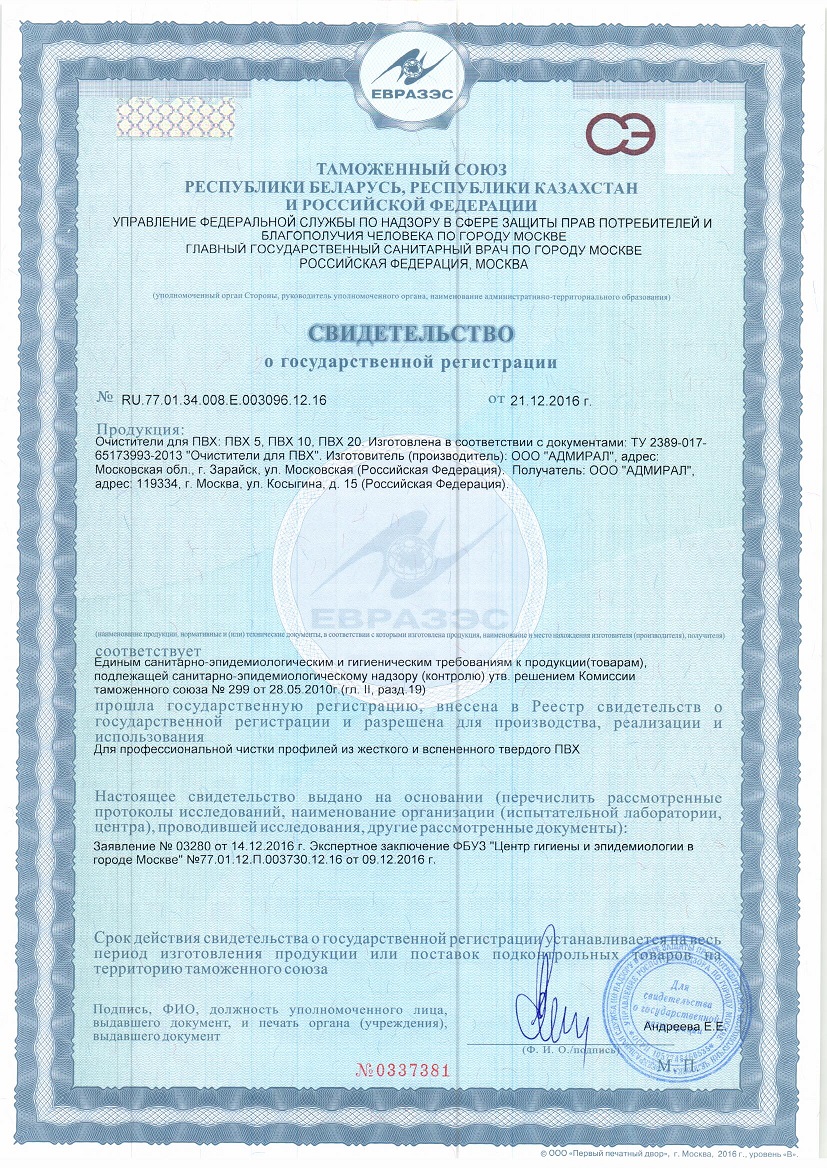 ЕВРАЗЭС
СЭ
ТАМОЖЕННЫЙ СОЮЗ
РЕСПУБЛИКИ БЕЛАРУСЬ, РЕСПУБЛИКИ КАЗАХСТАН
И РОССИЙСКОЙ ФЕДЕРАЦИИ
УПРАВЛЕНИЕ ФЕДЕРАЛЬНОЙ СЛУЖБЫ ПО НАДЗОРУ В СФЕРЕ ЗАЩИТЫ ПРАВ ПОТРЕБИТЕЛЕЙ И
БЛАГОПОЛУЧИЯ ЧЕЛОВЕКА ПО ГОРОДУ МОСКВЕ
ГЛАВНЫЙ ГОСУДАРСТВЕННЫЙ САНИТАРНЫЙ ВРАЧ ПО ГОРОДУ МОСКВЕ
РОССИЙСКАЯ ФЕДЕРАЦИЯ, МОСКВА
(уполномоченный орган Стороны, руководитель уполномоченного органа, наименование административно-территориального образования)
СВИДЕТЕЛЬСТВО
о государственной регистрации
№ RU.77.01.34.008.Е.003096.12.16 от 21.12.2016 г.
Продукция:
Очистители для ПВХ: ПВХ 5, ПВХ 10, ПВХ 20. Изготовлена в соответствии с документами: ТУ 2389-017-
65173993-2013 "Очистители для ПВХ". Изготовитель (производитель): ООО "АДМИРАЛ", адрес:
Московская обл., г. Зарайск, ул. Московская (Российская Федерация). Получатель: ООО "АДМИРАЛ",
адрес: 119334, г. Москва, ул. Косыгина, д. 15 (Российская Федерация).
ЕВРАЗЭС
(наименование продукции, нормативные и (или) технические документы, в соответствии с которыми изготовлена продукция, наименование и место нахождения изготовителя (производителя), получателя)
соответствует
Единым санитарно-эпидемиологическим и гигиеническим требованиям к продукции(товарам),
подлежащей санитарно-эпидемиологическому надзору (контролю) утв. решением Комиссии
таможенного союза № 299 от 28.05.2010г.(гл. II, разд.19)
прошла государственную регистрацию, внесена в Реестр свидетельств о
государственной регистрации и разрешена для производства, реализации и
использования
Для профессиональной чистки профилей из жесткого и вспененного твердого ПВХ
Настоящее свидетельство выдано на основании (перечислить рассмотренные
протоколы исследований, наименование организации (испытательной лаборатории,
центра), проводившей исследования, другие рассмотренные документы):
Заявление № 03280 от 14.12.2016 г. Экспертное заключение ФБУЗ "Центр гигиены и эпидемиологии в
городе Москве" №77.01.12.П.003730.12.16 от 09.12.2016 г.
Срок действия свидетельства о государственной регистрации устанавливается на весь
период изготовления продукции или поставок подконтрольных товаров на
территорию таможенного союза
Подпись, ФИО, должность уполномоченного лица,
выдавшего документ, и печать органа (учреждения),
выдавшего документ
Для
свидетельства
о государственной
Андреева Е.Е.
(Ф. И. О./подпись)
М. П.
№0337381
© ООО «Первый печатный двор», г. Москва, 2016 г., уровень «В».